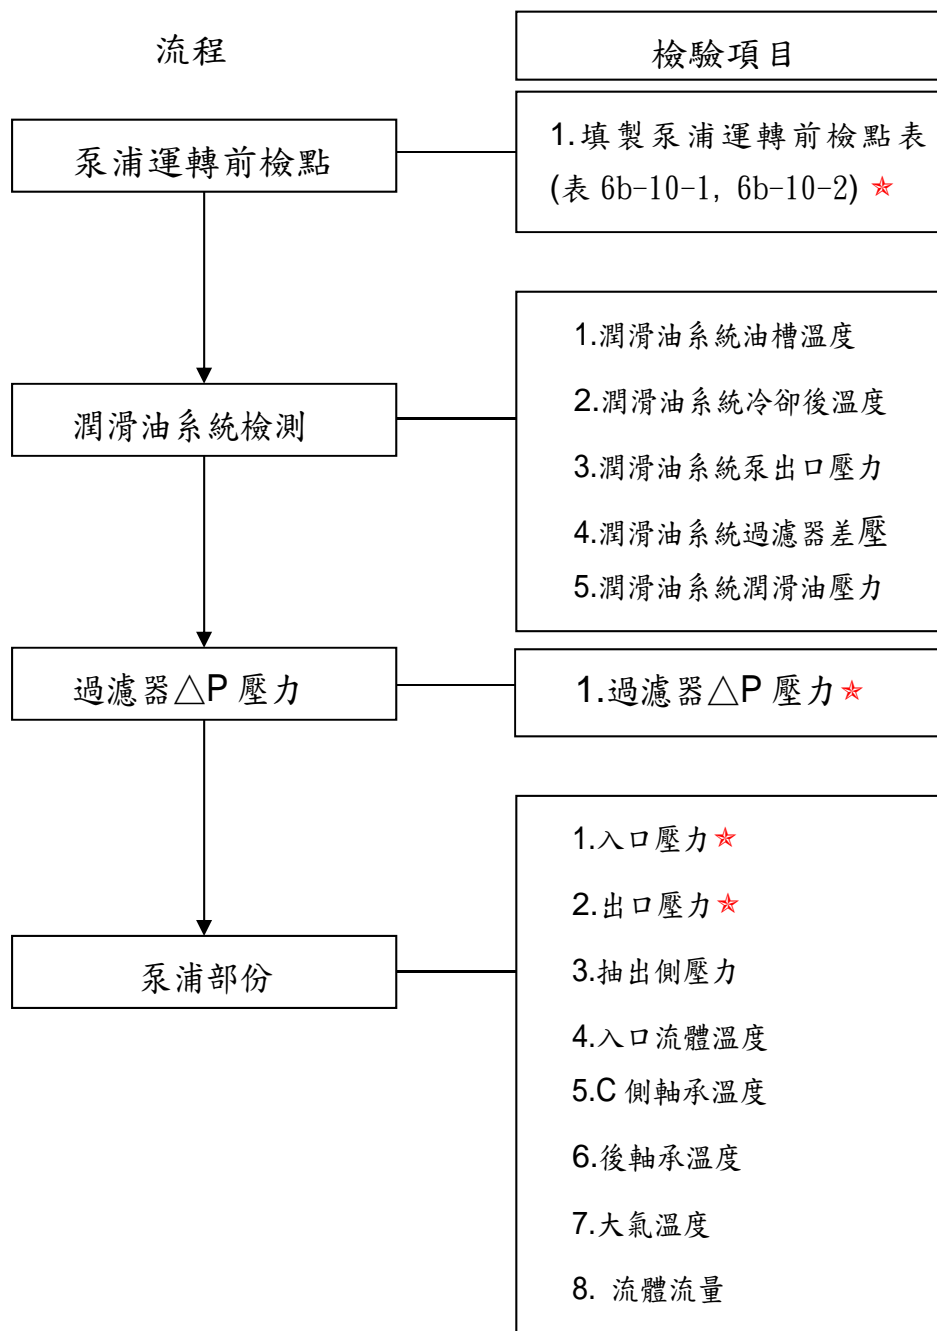 流程
檢驗項目
泵浦運轉前檢點
1.填製泵浦運轉前檢點表
(表 6b-10-1, 6b-10-2) ✯
潤滑油系統檢測
1.潤滑油系統油槽溫度
2.潤滑油系統冷卻後溫度
3.潤滑油系統泵出口壓力
4.潤滑油系統過濾器差壓
5.潤滑油系統潤滑油壓力
過濾器△P 壓力
1.過濾器△P 壓力✯
泵浦部份
1.入口壓力✯
2.出口壓力✯
3.抽出側壓力
4.入口流體溫度
5.C 側軸承溫度
6.後軸承溫度
7.大氣溫度
8. 流體流量